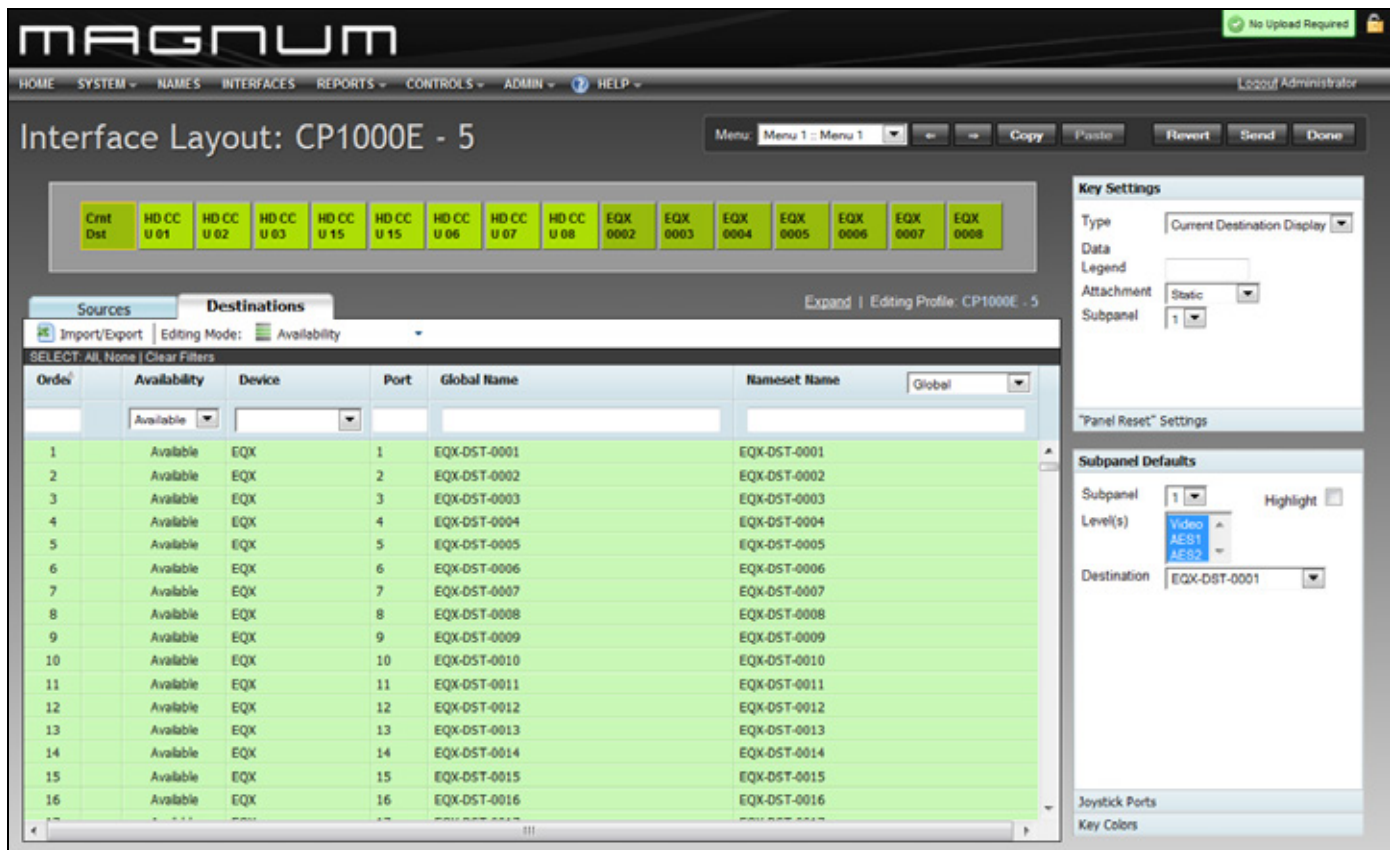 MAGNUM
No Upload Required
HOME SYSTEM NAMES INTERFACES REPORTS CONTROLS ADMIN ? HELP
Logout Administrator
Interface Layout: CP1000E - 5
Menu: Menu 1 :: Menu 1 ← → Copy Paste Revert Send Done
Crnt Dst
HD CC U 01
HD CC U 02
HD CC U 03
HD CC U 15
HD CC U 15
HD CC U 06
HD CC U 07
HD CC U 08
EQX 0002
EQX 0003
EQX 0004
EQX 0005
EQX 0006
EQX 0007
EQX 0008
Sources Destinations
Expand | Editing Profile: CP1000E - 5
Import/Export Editing Mode: Availability
SELECT: All, None | Clear Filters
Order Availability Device Port Global Name Nameset Name Global
Available
1 Available EQX 1 EQX-DST-0001 EQX-DST-0001
2 Available EQX 2 EQX-DST-0002 EQX-DST-0002
3 Available EQX 3 EQX-DST-0003 EQX-DST-0003
4 Available EQX 4 EQX-DST-0004 EQX-DST-0004
5 Available EQX 5 EQX-DST-0005 EQX-DST-0005
6 Available EQX 6 EQX-DST-0006 EQX-DST-0006
7 Available EQX 7 EQX-DST-0007 EQX-DST-0007
8 Available EQX 8 EQX-DST-0008 EQX-DST-0008
9 Available EQX 9 EQX-DST-0009 EQX-DST-0009
10 Available EQX 10 EQX-DST-0010 EQX-DST-0010
11 Available EQX 11 EQX-DST-0011 EQX-DST-0011
12 Available EQX 12 EQX-DST-0012 EQX-DST-0012
13 Available EQX 13 EQX-DST-0013 EQX-DST-0013
14 Available EQX 14 EQX-DST-0014 EQX-DST-0014
15 Available EQX 15 EQX-DST-0015 EQX-DST-0015
16 Available EQX 16 EQX-DST-0016 EQX-DST-0016
Key Settings
Type Current Destination Display
Data
Legend
Attachment Static
Subpanel 1
"Panel Reset" Settings
Subpanel Defaults
Subpanel 1 Highlight
Level(s) Video
AES1
AES2
Destination EQX-DST-0001
Joystick Ports
Key Colors